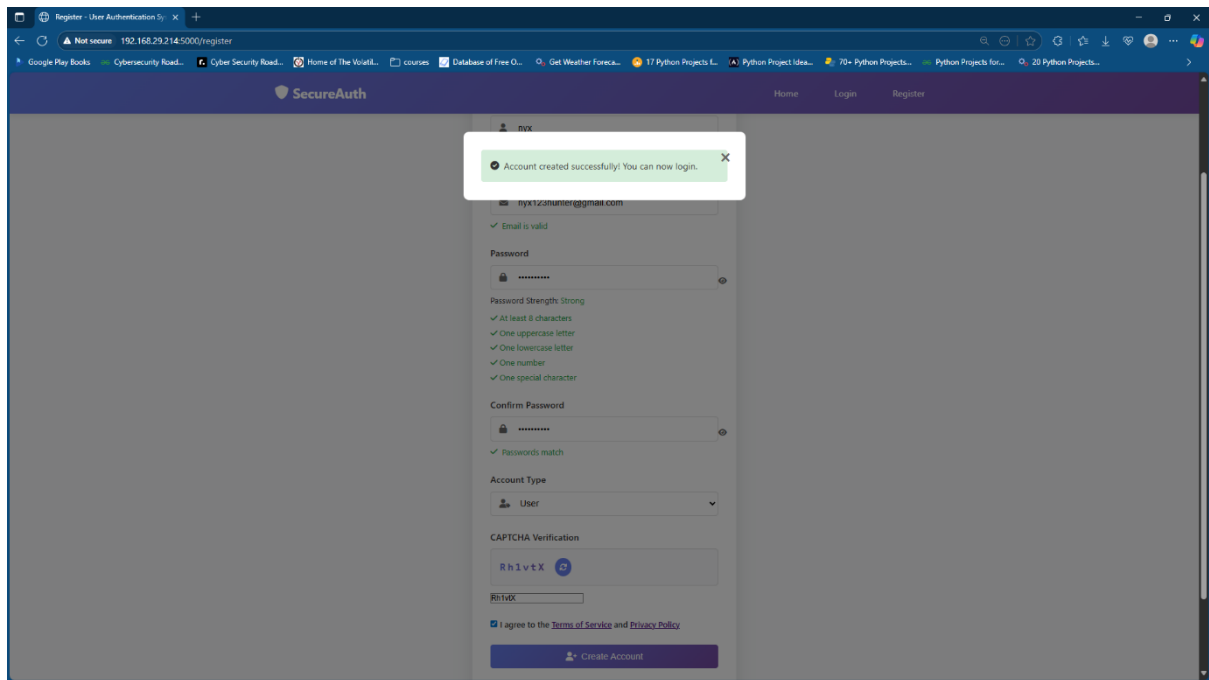 Register - User Authentication Sy
Not secure 192.168.29.214:5000/register
Google Play Books Cybersecurity Road... Cyber Security Road... Home of The Volatil... courses Database of Free O... Get Weather Foreca... 17 Python Projects f... Python Project Idea... 70+ Python Projects... Python Projects for... 20 Python Projects...
SecureAuth Home Login Register
nyx
Account created successfully! You can now login.
Email is valid
Password
••••••••••
Password Strength: Strong
At least 8 characters
One uppercase letter
One lowercase letter
One number
One special character
Confirm Password
••••••••••
Passwords match
Account Type
User
CAPTCHA Verification
Rh1vtX
Rh1vtX
I agree to the Terms of Service and Privacy Policy
Create Account